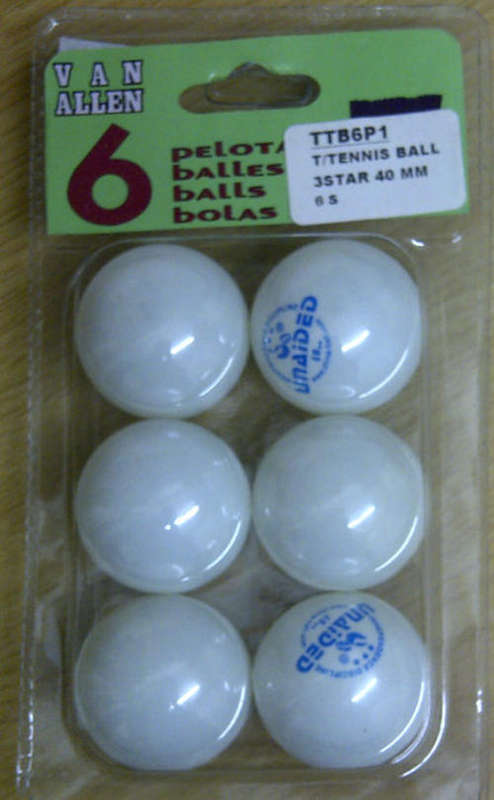 VAN
ALLEN
6
PELOTA
BALLES
BALLS
BOLAS
TTB6P1
T/TENNIS BALL
3STAR 40 MM
6 S
UNAIDED
UNAIDED